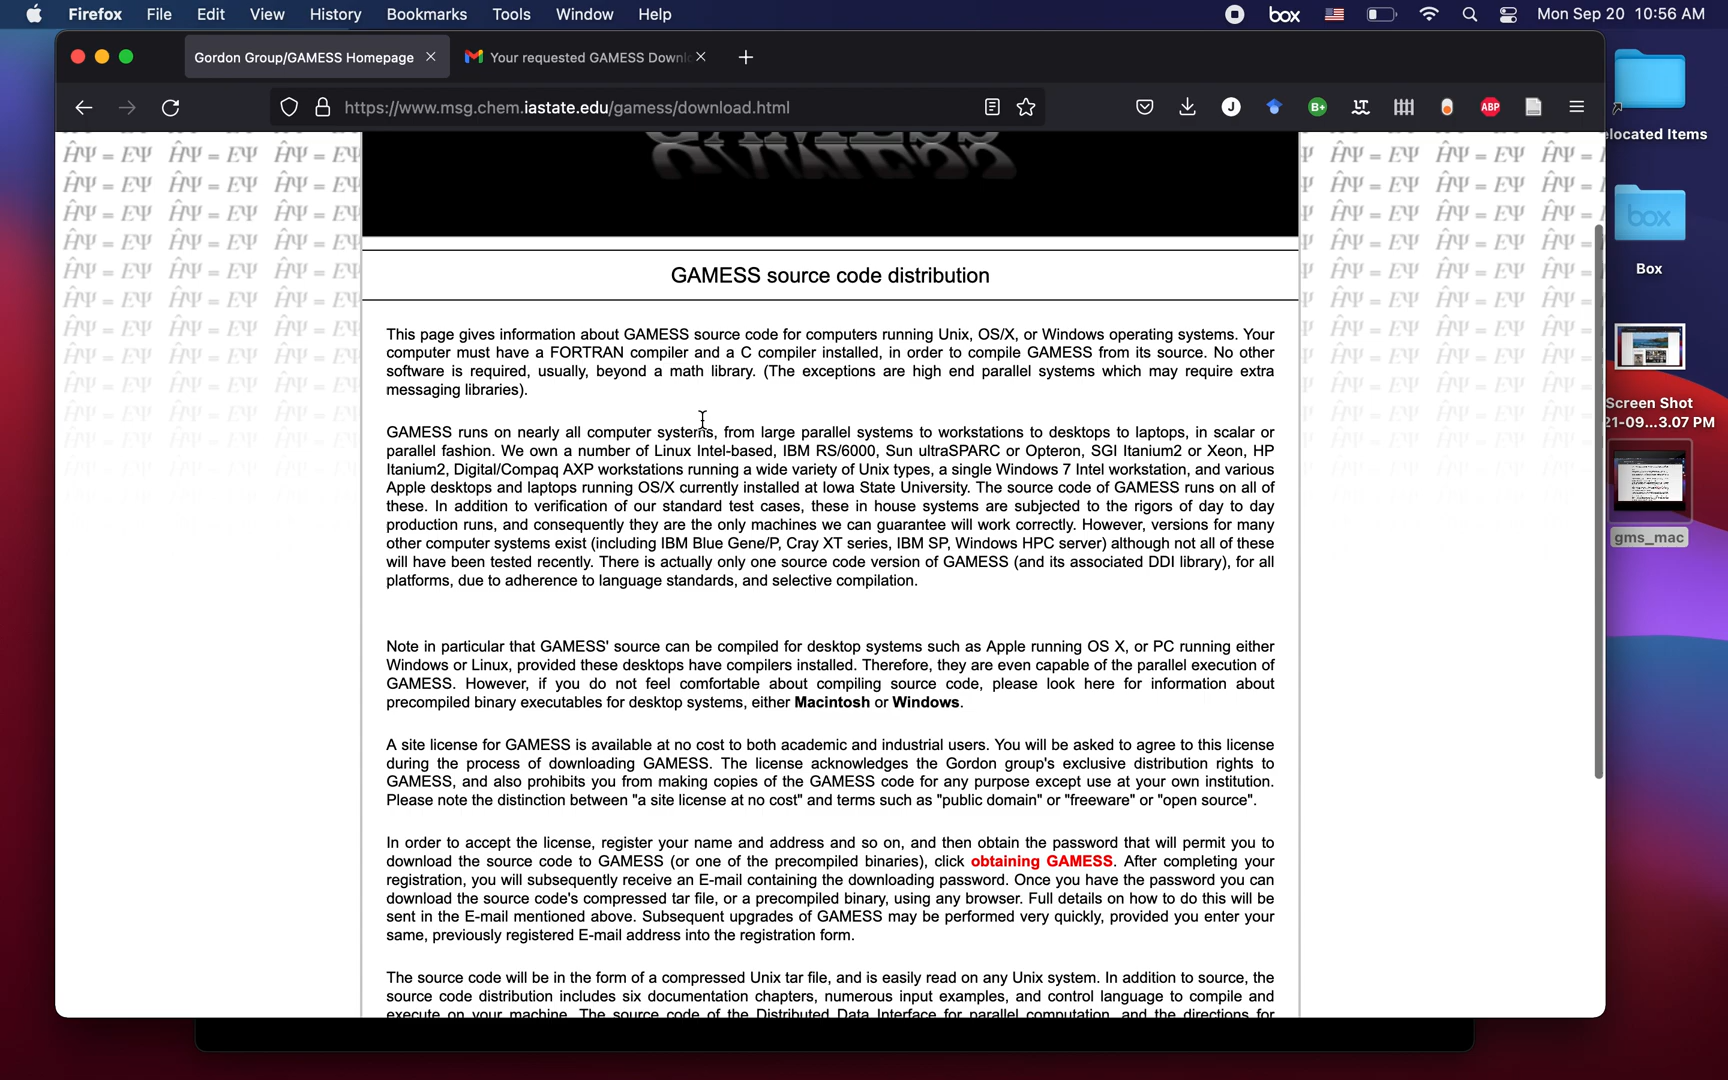 Firefox File Edit View History Bookmarks Tools Window Help box Mon Sep 20 10:56 AM
Gordon Group/GAMESS Homepage Your requested GAMESS Downl
https://www.msg.chem.iastate.edu/gamess/download.html J B+ ABP
located Items
box
Box
Screen Shot
21-09...3.07 PM
gms_mac
GAMESS
ĤΨ = EΨ ĤΨ = EΨ ĤΨ = EΨ
GAMESS source code distribution
This page gives information about GAMESS source code for computers running Unix, OS/X, or Windows operating systems. Your
computer must have a FORTRAN compiler and a C compiler installed, in order to compile GAMESS from its source. No other
software is required, usually, beyond a math library. (The exceptions are high end parallel systems which may require extra
messaging libraries).
GAMESS runs on nearly all computer systems, from large parallel systems to workstations to desktops to laptops, in scalar or
parallel fashion. We own a number of Linux Intel-based, IBM RS/6000, Sun ultraSPARC or Opteron, SGI Itanium2 or Xeon, HP
Itanium2, Digital/Compaq AXP workstations running a wide variety of Unix types, a single Windows 7 Intel workstation, and various
Apple desktops and laptops running OS/X currently installed at Iowa State University. The source code of GAMESS runs on all of
these. In addition to verification of our standard test cases, these in house systems are subjected to the rigors of day to day
production runs, and consequently they are the only machines we can guarantee will work correctly. However, versions for many
other computer systems exist (including IBM Blue Gene/P, Cray XT series, IBM SP, Windows HPC server) although not all of these
will have been tested recently. There is actually only one source code version of GAMESS (and its associated DDI library), for all
platforms, due to adherence to language standards, and selective compilation.
Note in particular that GAMESS' source can be compiled for desktop systems such as Apple running OS X, or PC running either
Windows or Linux, provided these desktops have compilers installed. Therefore, they are even capable of the parallel execution of
GAMESS. However, if you do not feel comfortable about compiling source code, please look here for information about
precompiled binary executables for desktop systems, either Macintosh or Windows.
A site license for GAMESS is available at no cost to both academic and industrial users. You will be asked to agree to this license
during the process of downloading GAMESS. The license acknowledges the Gordon group's exclusive distribution rights to
GAMESS, and also prohibits you from making copies of the GAMESS code for any purpose except use at your own institution.
Please note the distinction between "a site license at no cost" and terms such as "public domain" or "freeware" or "open source".
In order to accept the license, register your name and address and so on, and then obtain the password that will permit you to
download the source code to GAMESS (or one of the precompiled binaries), click obtaining GAMESS. After completing your
registration, you will subsequently receive an E-mail containing the downloading password. Once you have the password you can
download the source code's compressed tar file, or a precompiled binary, using any browser. Full details on how to do this will be
sent in the E-mail mentioned above. Subsequent upgrades of GAMESS may be performed very quickly, provided you enter your
same, previously registered E-mail address into the registration form.
The source code will be in the form of a compressed Unix tar file, and is easily read on any Unix system. In addition to source, the
source code distribution includes six documentation chapters, numerous input examples, and control language to compile and
execute on your machine. The source code of the Distributed Data Interface for parallel computation, and the directions for